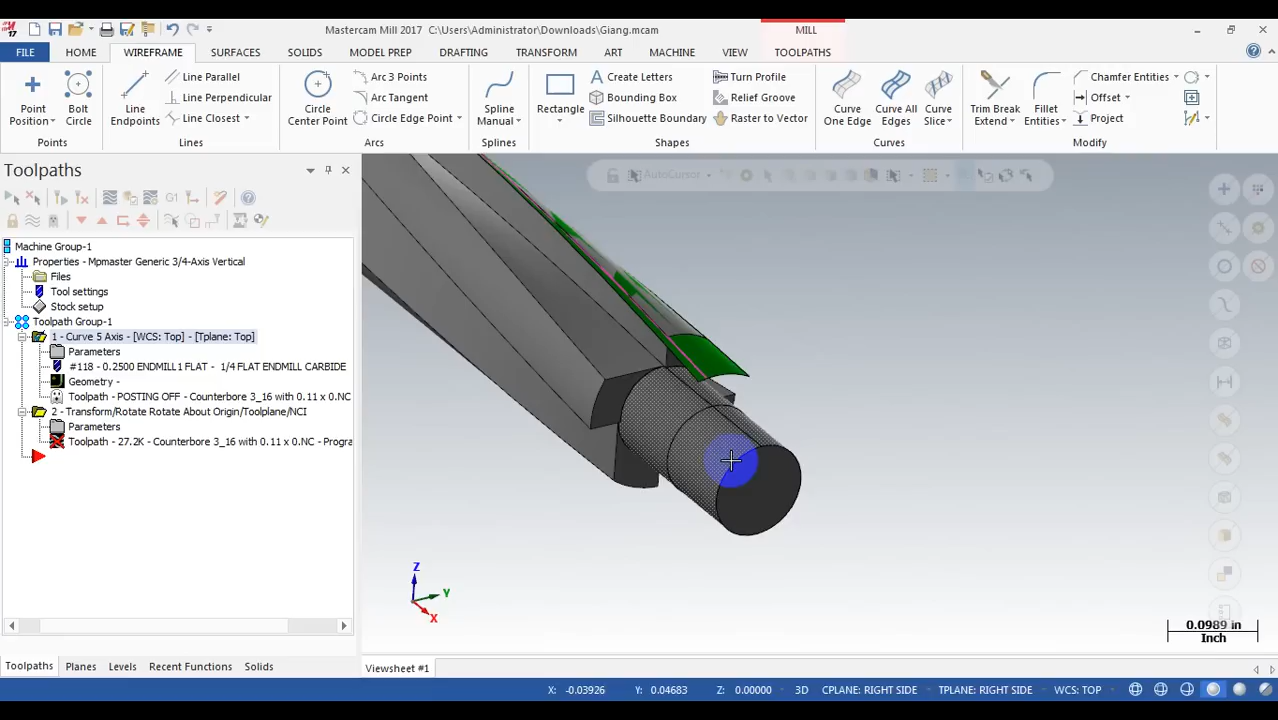 Mastercam Mill 2017 C:\Users\Administrator\Downloads\Giang.mcam
MILL
FILE HOME WIREFRAME SURFACES SOLIDS MODEL PREP DRAFTING TRANSFORM ART MACHINE VIEW TOOLPATHS
Line Parallel Arc 3 Points Create Letters Turn Profile Chamfer Entities
Point Position Bolt Circle Line Endpoints Line Perpendicular Circle Center Point Arc Tangent Spline Manual Rectangle Bounding Box Relief Groove Curve One Edge Curve All Edges Curve Slice Trim Break Extend Fillet Entities Offset
Line Closest Circle Edge Point Silhouette Boundary Raster to Vector Project
Points Lines Arcs Splines Shapes Curves Modify
Toolpaths
AutoCursor
G1
Machine Group-1
Properties - Mpmaster Generic 3/4-Axis Vertical
Files
Tool settings
Stock setup
Toolpath Group-1
1 - Curve 5 Axis - [WCS: Top] - [Tplane: Top]
Parameters
#118 - 0.2500 ENDMILL1 FLAT - 1/4 FLAT ENDMILL CARBIDE
Geometry -
Toolpath - POSTING OFF - Counterbore 3_16 with 0.11 x 0.NC
2 - Transform/Rotate Rotate About Origin/Toolplane/NCI
Parameters
Toolpath - 27.2K - Counterbore 3_16 with 0.11 x 0.NC - Progra
Z
Y
X
0.0989 in
Inch
Toolpaths Planes Levels Recent Functions Solids
Viewsheet #1
X: -0.03926 Y: 0.04683 Z: 0.00000 3D CPLANE: RIGHT SIDE TPLANE: RIGHT SIDE WCS: TOP